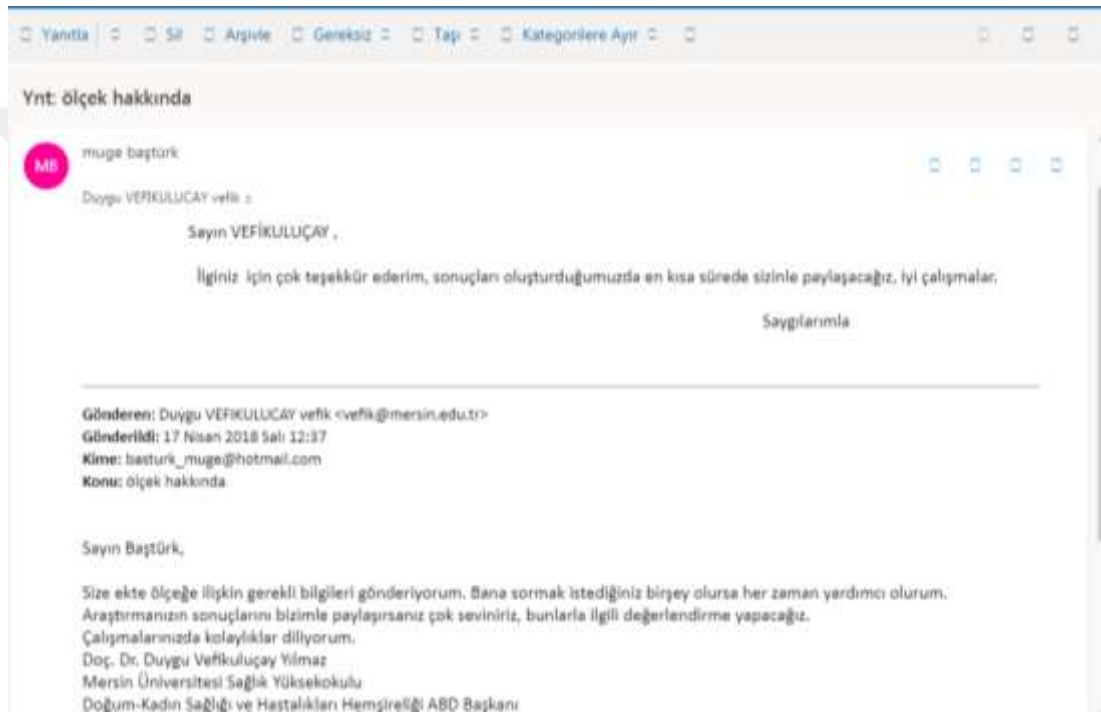 Yanıtla Sil Arşivle Gereksiz Taşı Kategorilere Ayır
Ynt: ölçek hakkında
MB
muge baştürk
Duygu VEFIKULUCAY vefik
Sayın VEFİKULUÇAY ,
İlginiz için çok teşekkür ederim, sonuçları oluşturduğumuzda en kısa sürede sizinle paylaşacağız, iyi çalışmalar.
Saygılarımla
Gönderen: Duygu VEFIKULUCAY vefik <vefik@mersin.edu.tr>
Gönderildi: 17 Nisan 2018 Salı 12:37
Kime: basturk_muge@hotmail.com
Konu: ölçek hakkında
Sayın Baştürk,
Size ekte ölçeğe ilişkin gerekli bilgileri gönderiyorum. Bana sormak istediğiniz birşey olursa her zaman yardımcı olurum.
Araştırmanızın sonuçlarını bizimle paylaşırsanız çok seviniriz, bunlarla ilgili değerlendirme yapacağız.
Çalışmalarınızda kolaylıklar diliyorum.
Doç. Dr. Duygu Vefikuluçay Yılmaz
Mersin Üniversitesi Sağlık Yüksekokulu
Doğum-Kadın Sağlığı ve Hastalıkları Hemşireliği ABD Başkanı